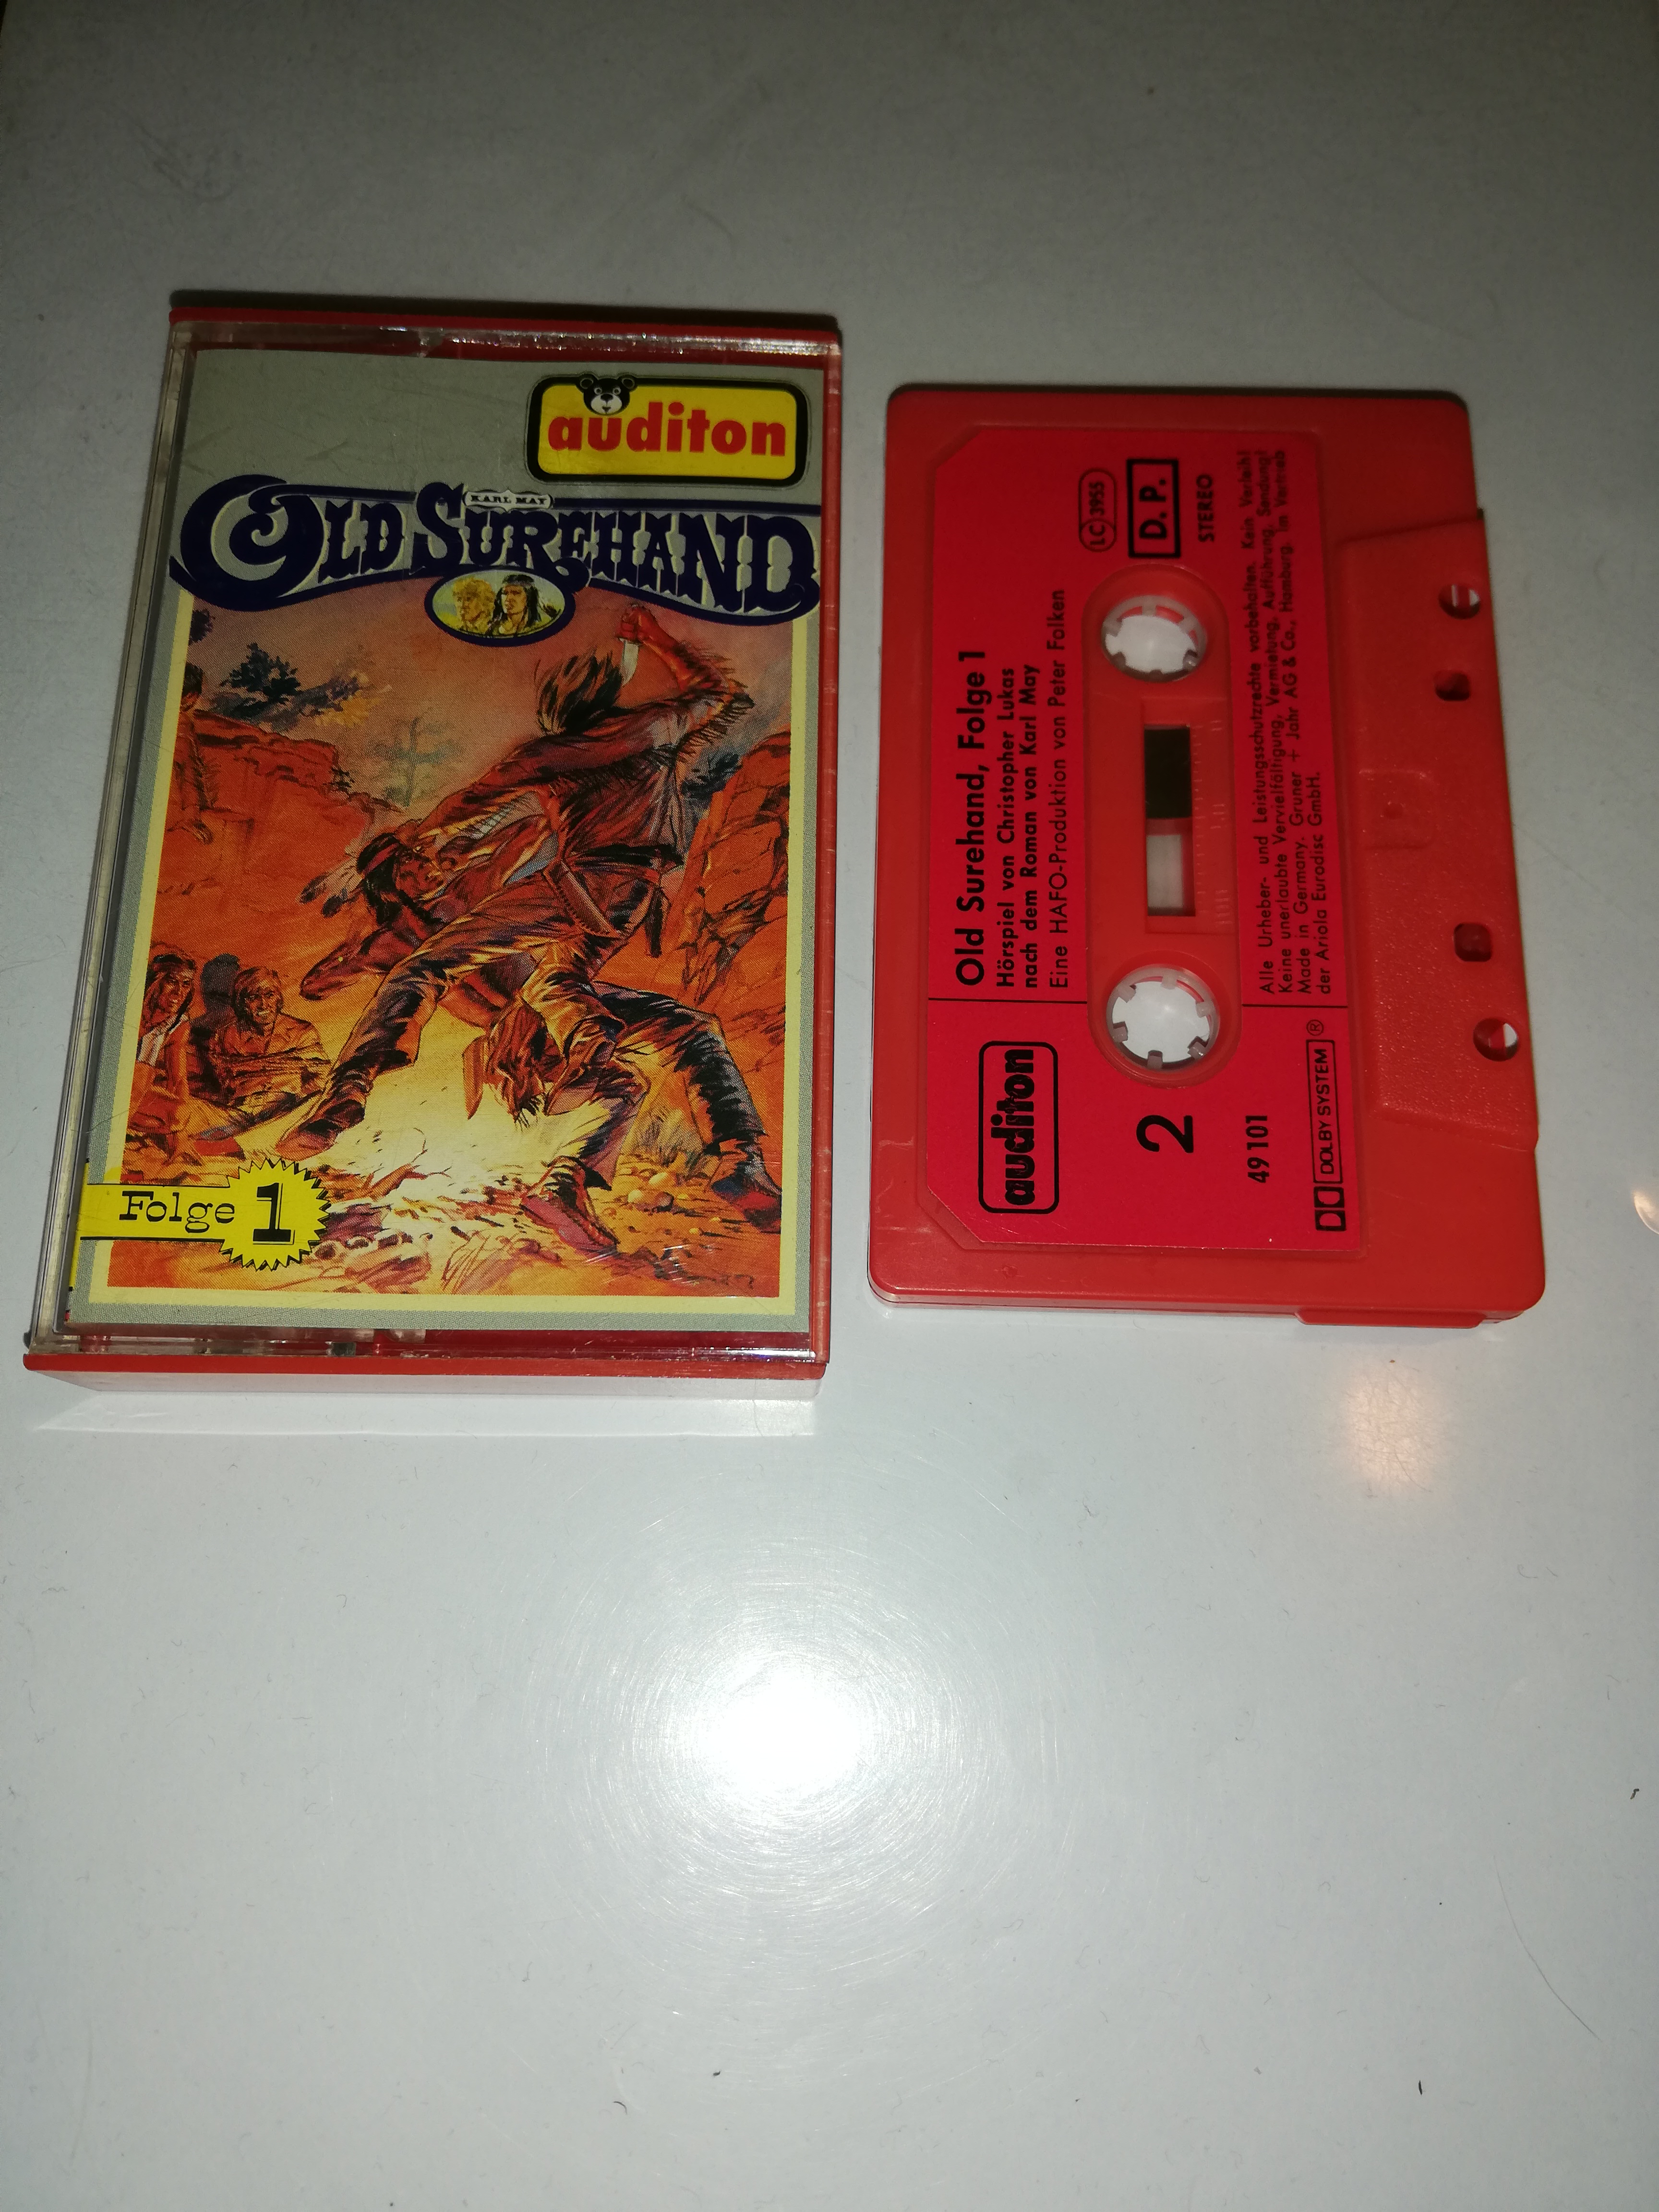 auditon
KARL MAY
OLD SUREHAND
Folge 1
Old Surehand, Folge 1
Hörspiel von Christopher Lukas
nach dem Roman von Karl May
Eine HAFO-Produktion von Peter Folken
LC 3955
D. P.
STEREO
Alle Urheber- und Leistungsschutzrechte vorbehalten. Kein Verleih!
Keine unerlaubte Vervielfältigung, Vermietung, Aufführung, Sendung!
Made in Germany. Gruner + Jahr AG & Co., Hamburg. Im Vertrieb
der Ariola Eurodisc GmbH.
auditon
2
49 101
DOLBY SYSTEM ®